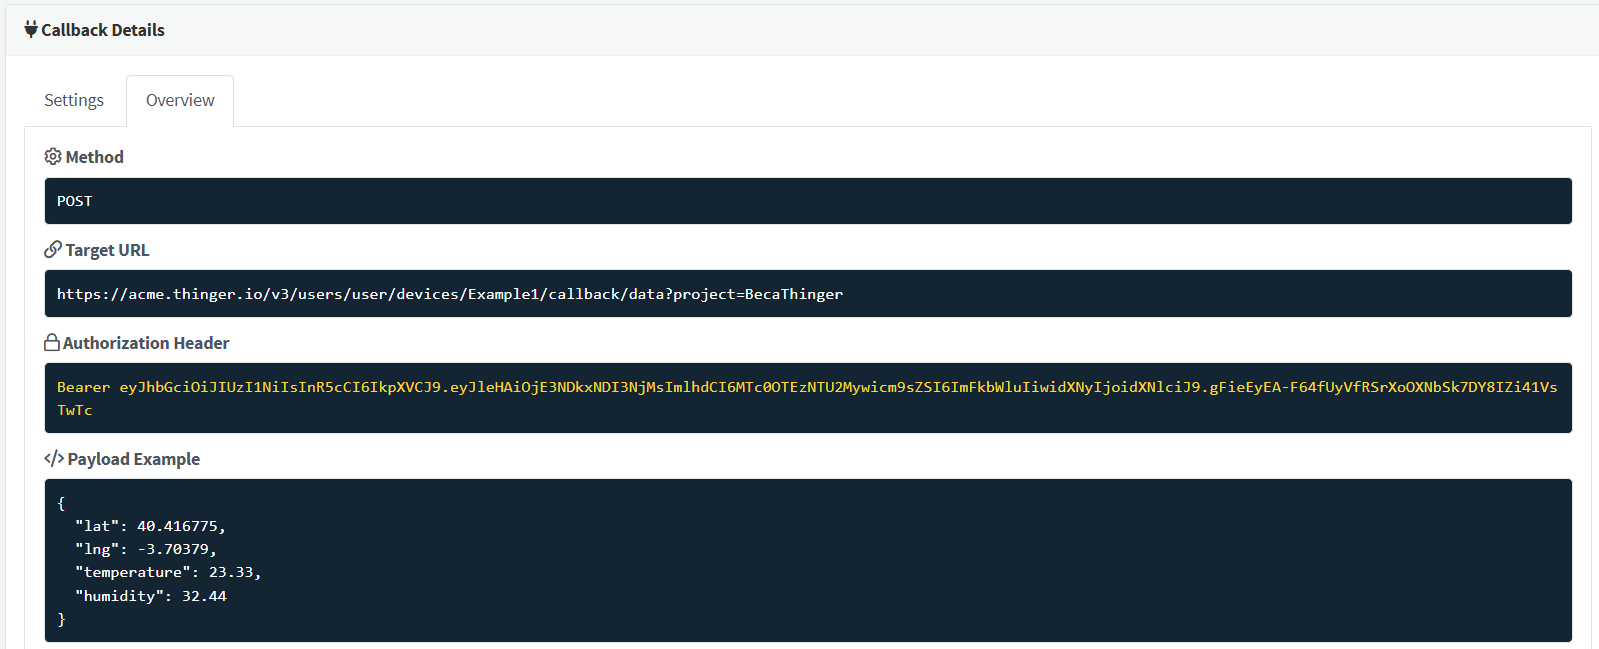 Callback Details
Settings
Overview
Method
POST
Target URL
https://acme.thinger.io/v3/users/user/devices/Example1/callback/data?project=BecaThinger
Authorization Header
Bearer eyJhbGciOiJIUzI1NiIsInR5cCI6IkpXVCJ9.eyJleHAiOjE3NDkxNDI3NjMsImlhdCI6MTc0OTEzNTU2Mywicm9sZSI6ImFkbWluIiwidXNyIjoidXNlciJ9.gFieEyEA-F64fUyVfRSrXoOXNbSk7DY8IZi41Vs
TwTc
Payload Example
{
"lat": 40.416775,
"lng": -3.70379,
"temperature": 23.33,
"humidity": 32.44
}